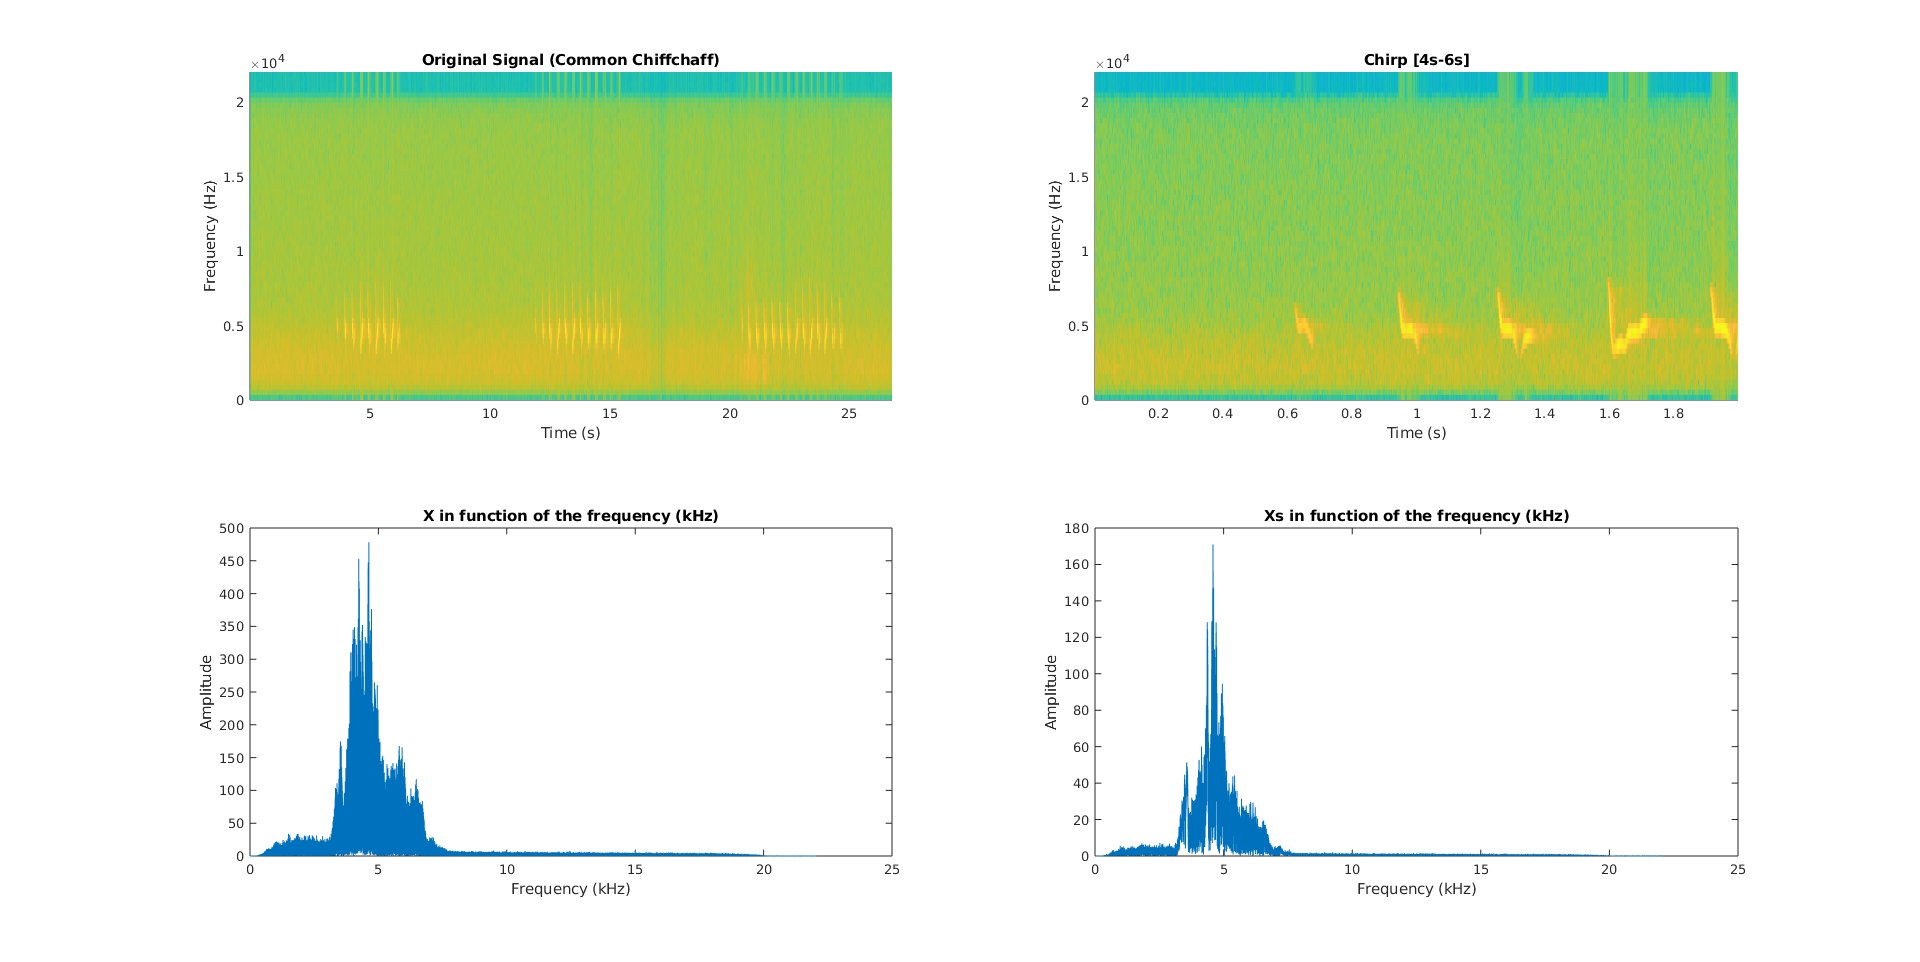 Original Signal (Common Chiffchaff)
×10^4
2
1.5
1
0.5
0
Frequency (Hz)
5 10 15 20 25
Time (s)
Chirp [4s-6s]
×10^4
2
1.5
1
0.5
0
Frequency (Hz)
0.2 0.4 0.6 0.8 1 1.2 1.4 1.6 1.8
Time (s)
X in function of the frequency (kHz)
500
450
400
350
300
250
200
150
100
50
0
Amplitude
0 5 10 15 20 25
Frequency (kHz)
Xs in function of the frequency (kHz)
180
160
140
120
100
80
60
40
20
0
Amplitude
0 5 10 15 20 25
Frequency (kHz)